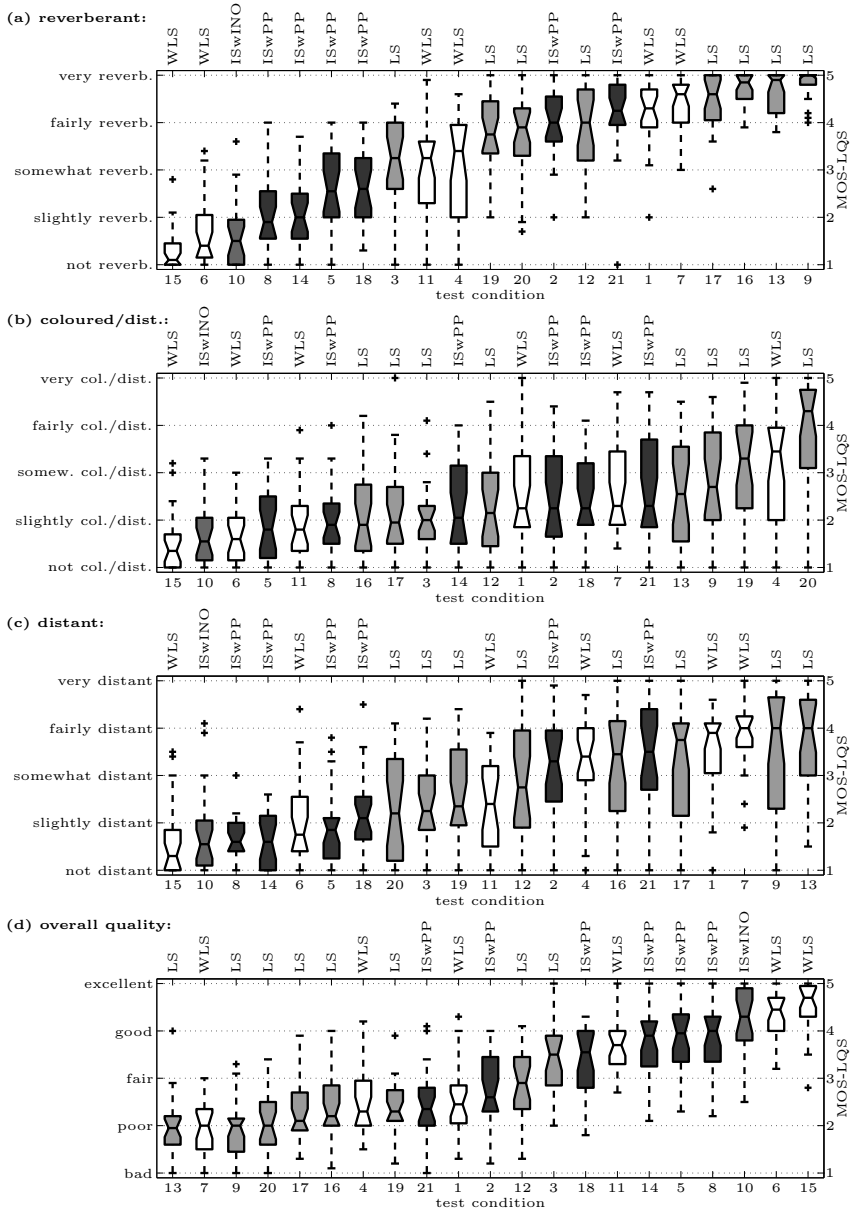 (a) reverberant:
WLS WLS ISwINO ISwPP ISwPP ISwPP ISwPP LS WLS WLS LS LS ISwPP LS ISwPP WLS WLS LS LS LS LS
very reverb.
fairly reverb.
somewhat reverb.
slightly reverb.
not reverb.
5
4
3
2
1
MOS-LQS
15 6 10 8 14 5 18 3 11 4 19 20 2 12 21 1 7 17 16 13 9
test condition
(b) coloured/dist.:
WLS ISwINO WLS ISwPP WLS ISwPP LS LS LS ISwPP LS WLS ISwPP ISwPP WLS ISwPP LS LS LS WLS LS
very col./dist.
fairly col./dist.
somew. col./dist.
slightly col./dist.
not col./dist.
5
4
3
2
1
MOS-LQS
15 10 6 5 11 8 16 17 3 14 12 1 2 18 7 21 13 9 19 4 20
test condition
(c) distant:
WLS ISwINO ISwPP ISwPP WLS ISwPP ISwPP LS LS LS WLS LS ISwPP WLS LS ISwPP LS WLS WLS LS LS
very distant
fairly distant
somewhat distant
slightly distant
not distant
5
4
3
2
1
MOS-LQS
15 10 8 14 6 5 18 20 3 19 11 12 2 4 16 21 17 1 7 9 13
test condition
(d) overall quality:
LS WLS LS LS LS LS WLS LS ISwPP WLS ISwPP LS LS ISwPP WLS ISwPP ISwPP ISwPP ISwINO WLS WLS
excellent
good
fair
poor
bad
5
4
3
2
1
MOS-LQS
13 7 9 20 17 16 4 19 21 1 2 12 3 18 11 14 5 8 10 6 15
test condition